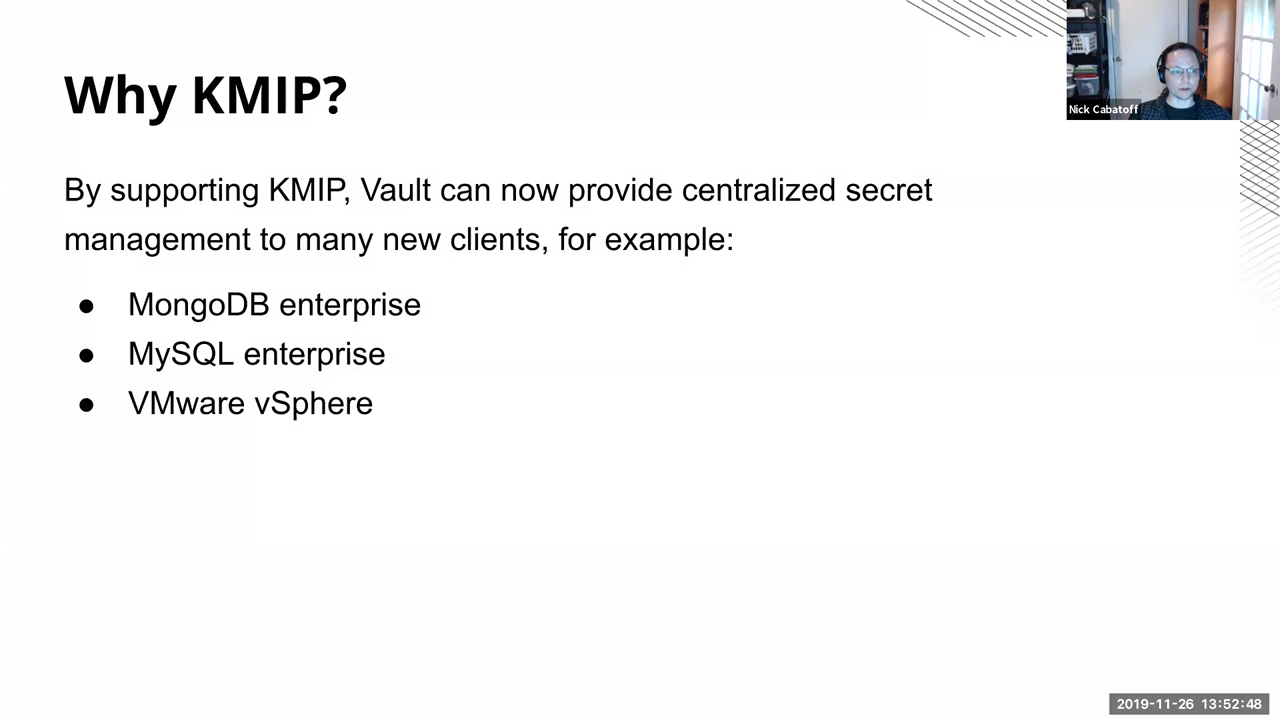 Why KMIP?
Nick Cabatoff
By supporting KMIP, Vault can now provide centralized secret
management to many new clients, for example:
● MongoDB enterprise
● MySQL enterprise
● VMware vSphere
2019-11-26 13:52:48